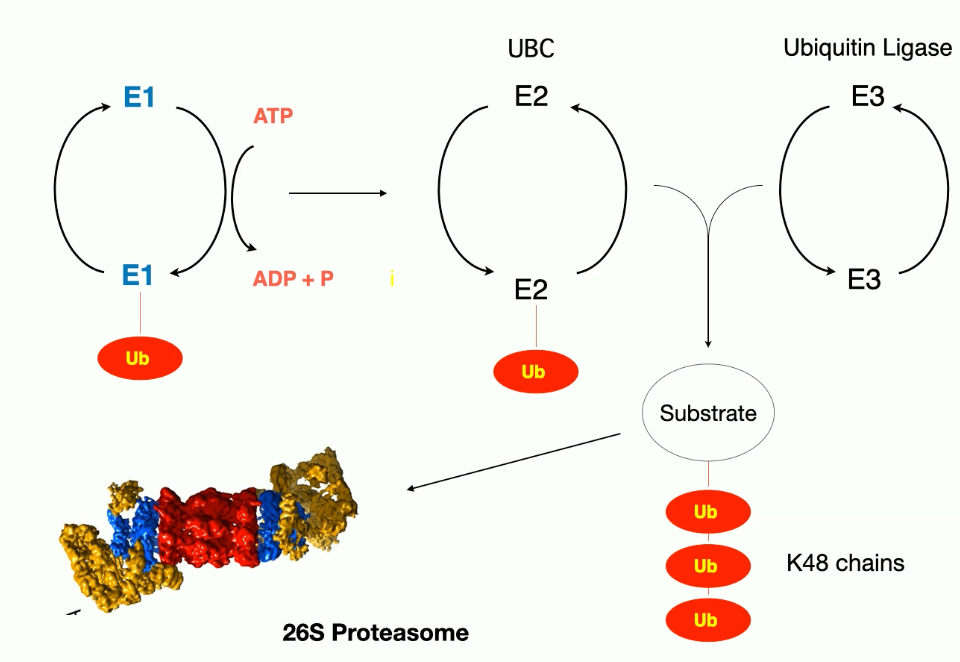 UBC
Ubiquitin Ligase
E1
ATP
E2
E3
E1
ADP + P i
E2
E3
Ub
Ub
Substrate
Ub
Ub
K48 chains
Ub
26S Proteasome